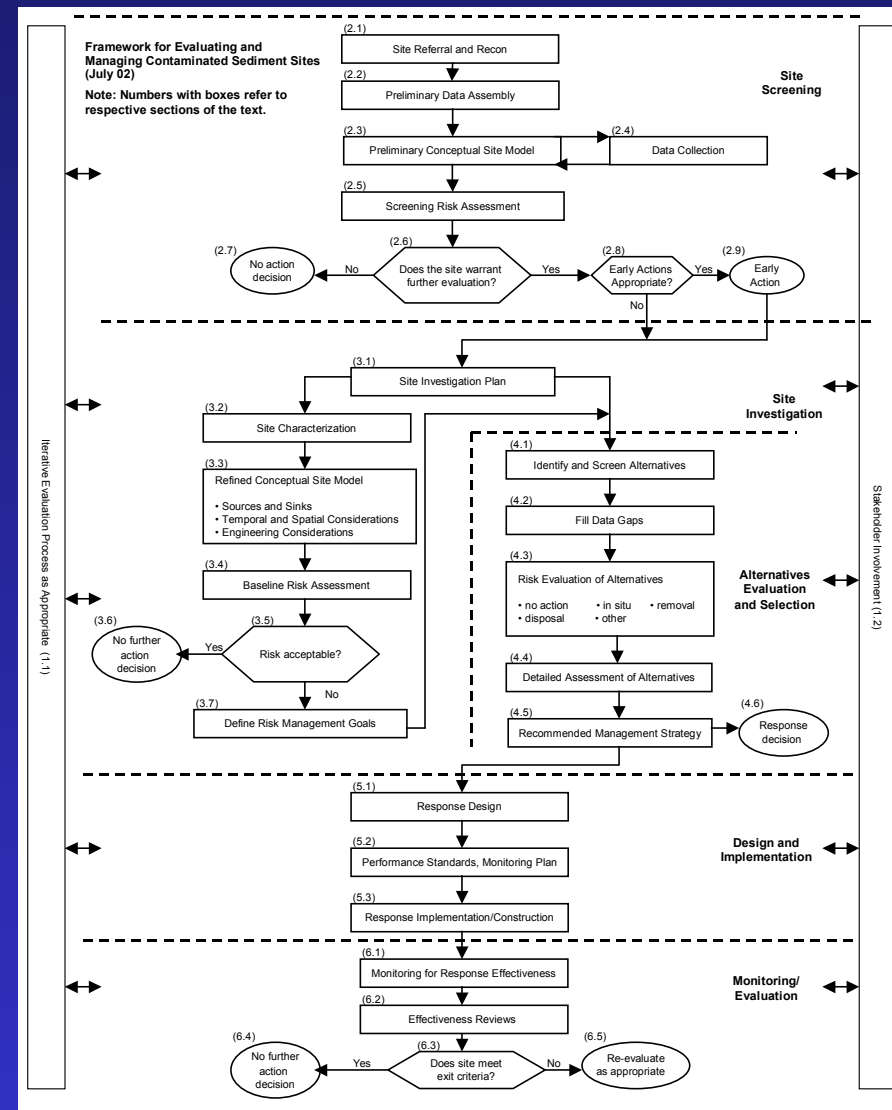 Framework for Evaluating and
Managing Contaminated Sediment Sites
(July 02)
Note: Numbers with boxes refer to
respective sections of the text.
(2.1)
Site Referral and Recon
(2.2)
Preliminary Data Assembly
(2.3)
Preliminary Conceptual Site Model
(2.4)
Data Collection
(2.5)
Screening Risk Assessment
(2.6)
Does the site warrant
further evaluation?
No
(2.7)
No action
decision
Yes
(2.8)
Early Actions
Appropriate?
Yes
(2.9)
Early
Action
No
Site
Screening
(3.1)
Site Investigation Plan
Site
Investigation
(3.2)
Site Characterization
(3.3)
Refined Conceptual Site Model
• Sources and Sinks
• Temporal and Spatial Considerations
• Engineering Considerations
(3.4)
Baseline Risk Assessment
(3.5)
Risk acceptable?
Yes
(3.6)
No further
action
decision
No
(3.7)
Define Risk Management Goals
(4.1)
Identify and Screen Alternatives
(4.2)
Fill Data Gaps
(4.3)
Risk Evaluation of Alternatives
• no action • in situ • removal
• disposal • other
(4.4)
Detailed Assessment of Alternatives
(4.5)
Recommended Management Strategy
(4.6)
Response
decision
Alternatives
Evaluation
and Selection
(5.1)
Response Design
(5.2)
Performance Standards, Monitoring Plan
(5.3)
Response Implementation/Construction
Design and
Implementation
(6.1)
Monitoring for Response Effectiveness
(6.2)
Effectiveness Reviews
(6.3)
Does site meet
exit criteria?
Yes
(6.4)
No further
action
decision
No
(6.5)
Re-evaluate
as appropriate
Monitoring/
Evaluation
Iterative Evaluation Process as Appropriate (1.1)
Stakeholder Involvement (1.2)